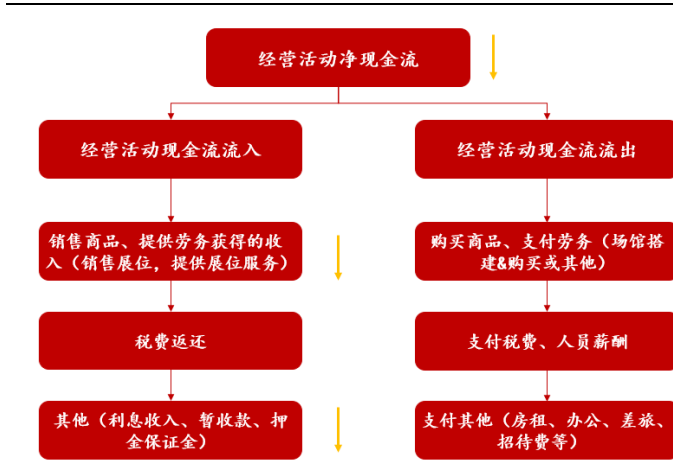 经营活动净现金流
经营活动现金流流入
经营活动现金流流出
销售商品、提供劳务获得的收
入（销售展位，提供展位服务）
购买商品、支付劳务（场馆搭
建&购买或其他）
税费返还
支付税费、人员薪酬
其他（利息收入、暂收款、押
金保证金）
支付其他（房租、办公、差旅、
招待费等）